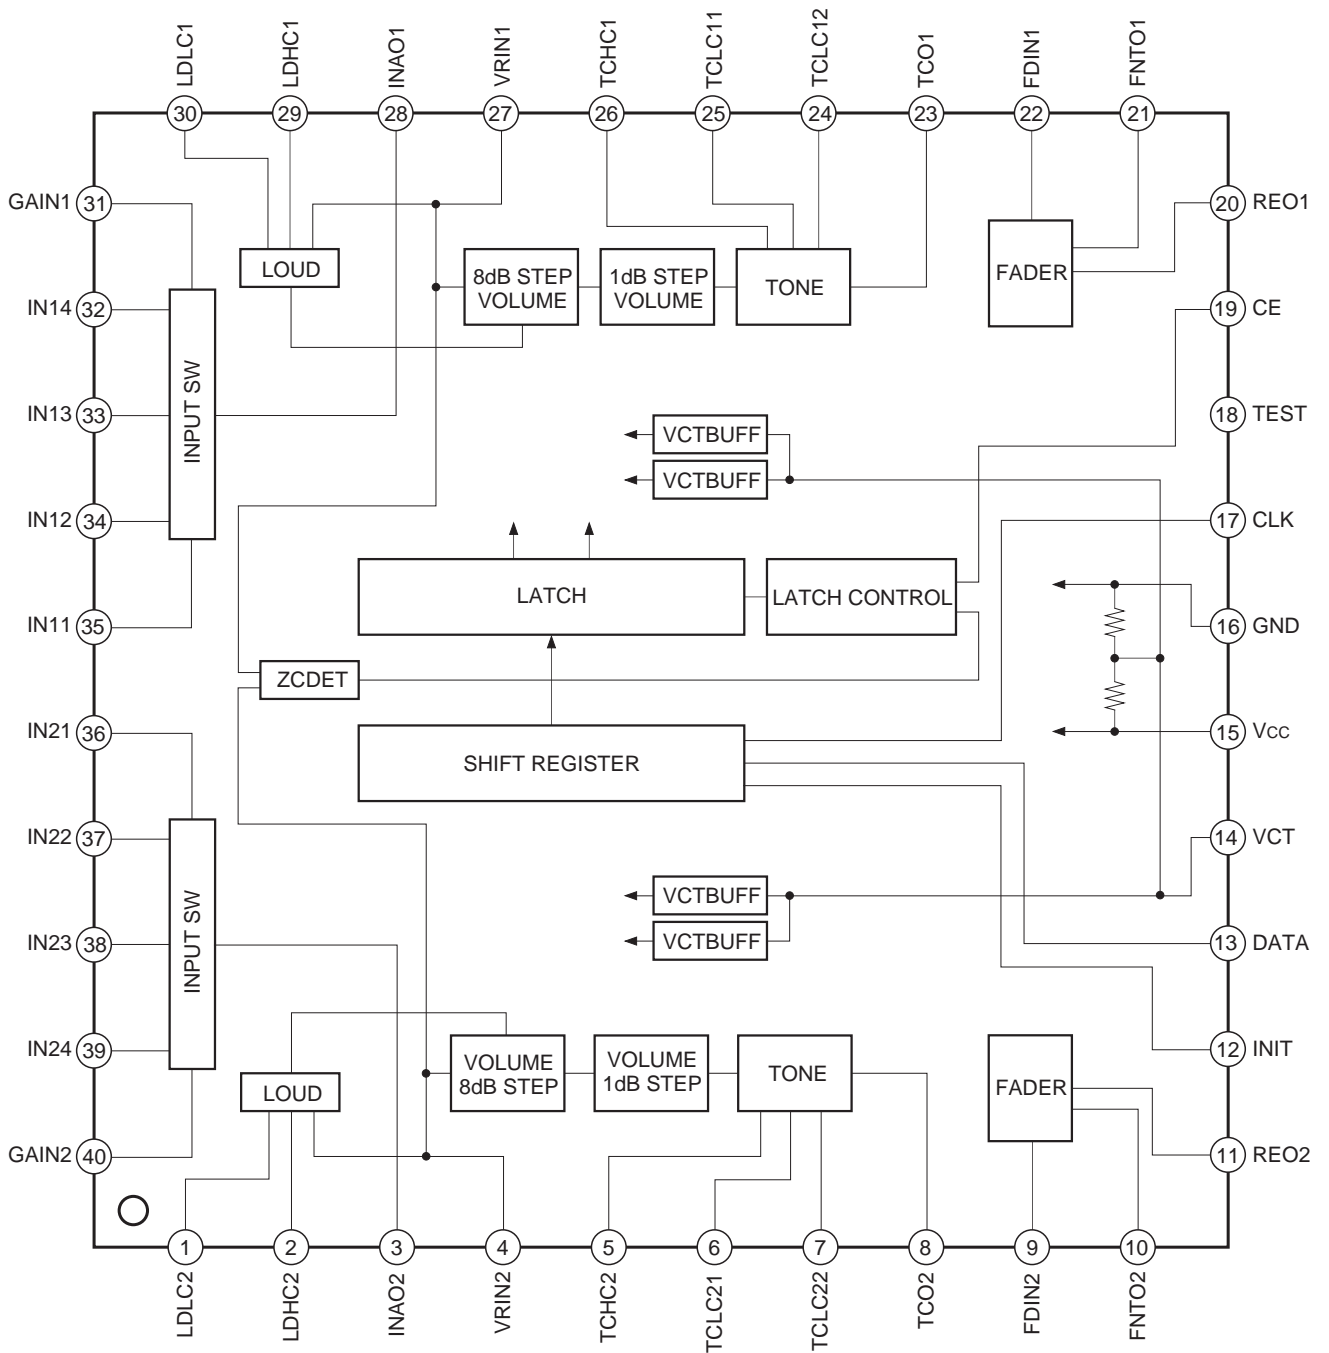 LDLC1
LDHC1
INAO1
VRIN1
TCHC1
TCLC11
TCLC12
TCO1
FDIN1
FNTO1
30
29
28
27
26
25
24
23
22
21
GAIN1 31
20 REO1
LOUD
8dB STEP
VOLUME
1dB STEP
VOLUME
TONE
FADER
IN14 32
19 CE
INPUT SW
IN13 33
18 TEST
VCTBUFF
VCTBUFF
IN12 34
17 CLK
LATCH
LATCH CONTROL
IN11 35
16 GND
ZCDET
IN21 36
15 VCC
SHIFT REGISTER
IN22 37
14 VCT
VCTBUFF
INPUT SW
IN23 38
VCTBUFF
13 DATA
IN24 39
12 INIT
LOUD
VOLUME
8dB STEP
VOLUME
1dB STEP
TONE
FADER
GAIN2 40
11 REO2
1
2
3
4
5
6
7
8
9
10
LDLC2
LDHC2
INAO2
VRIN2
TCHC2
TCLC21
TCLC22
TCO2
FDIN2
FNTO2